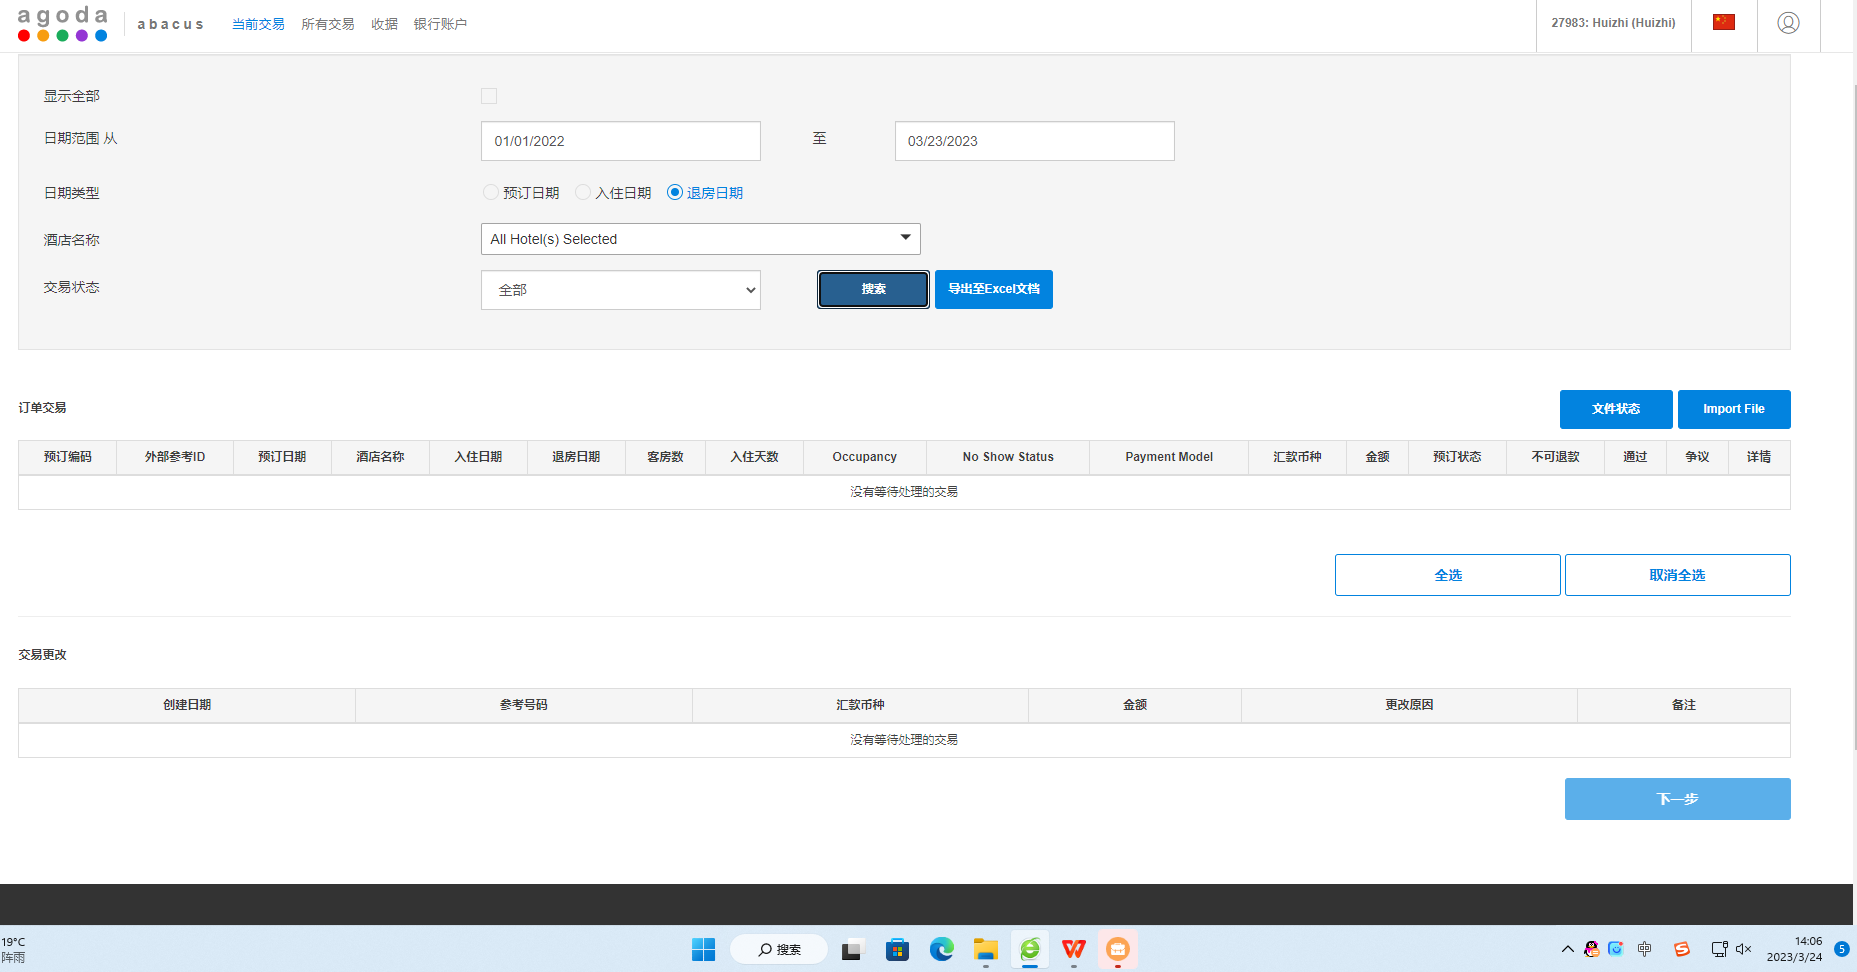 agoda
abacus 当前交易 所有交易 收据 银行账户 27983: Huizhi (Huizhi)
显示全部
日期范围 从 01/01/2022 至 03/23/2023
日期类型 预订日期 入住日期 退房日期
酒店名称 All Hotel(s) Selected
交易状态 全部 搜索 导出至Excel文档
订单交易 文件状态 Import File
预订编码 外部参考ID 预订日期 酒店名称 入住日期 退房日期 客房数 入住天数 Occupancy No Show Status Payment Model 汇款币种 金额 预订状态 不可退款 通过 争议 详情
没有等待处理的交易
全选 取消全选
交易更改
创建日期 参考号码 汇款币种 金额 更改原因 备注
没有等待处理的交易
下一步
19°C
阵雨
搜索
中
14:06
2023/3/24
5